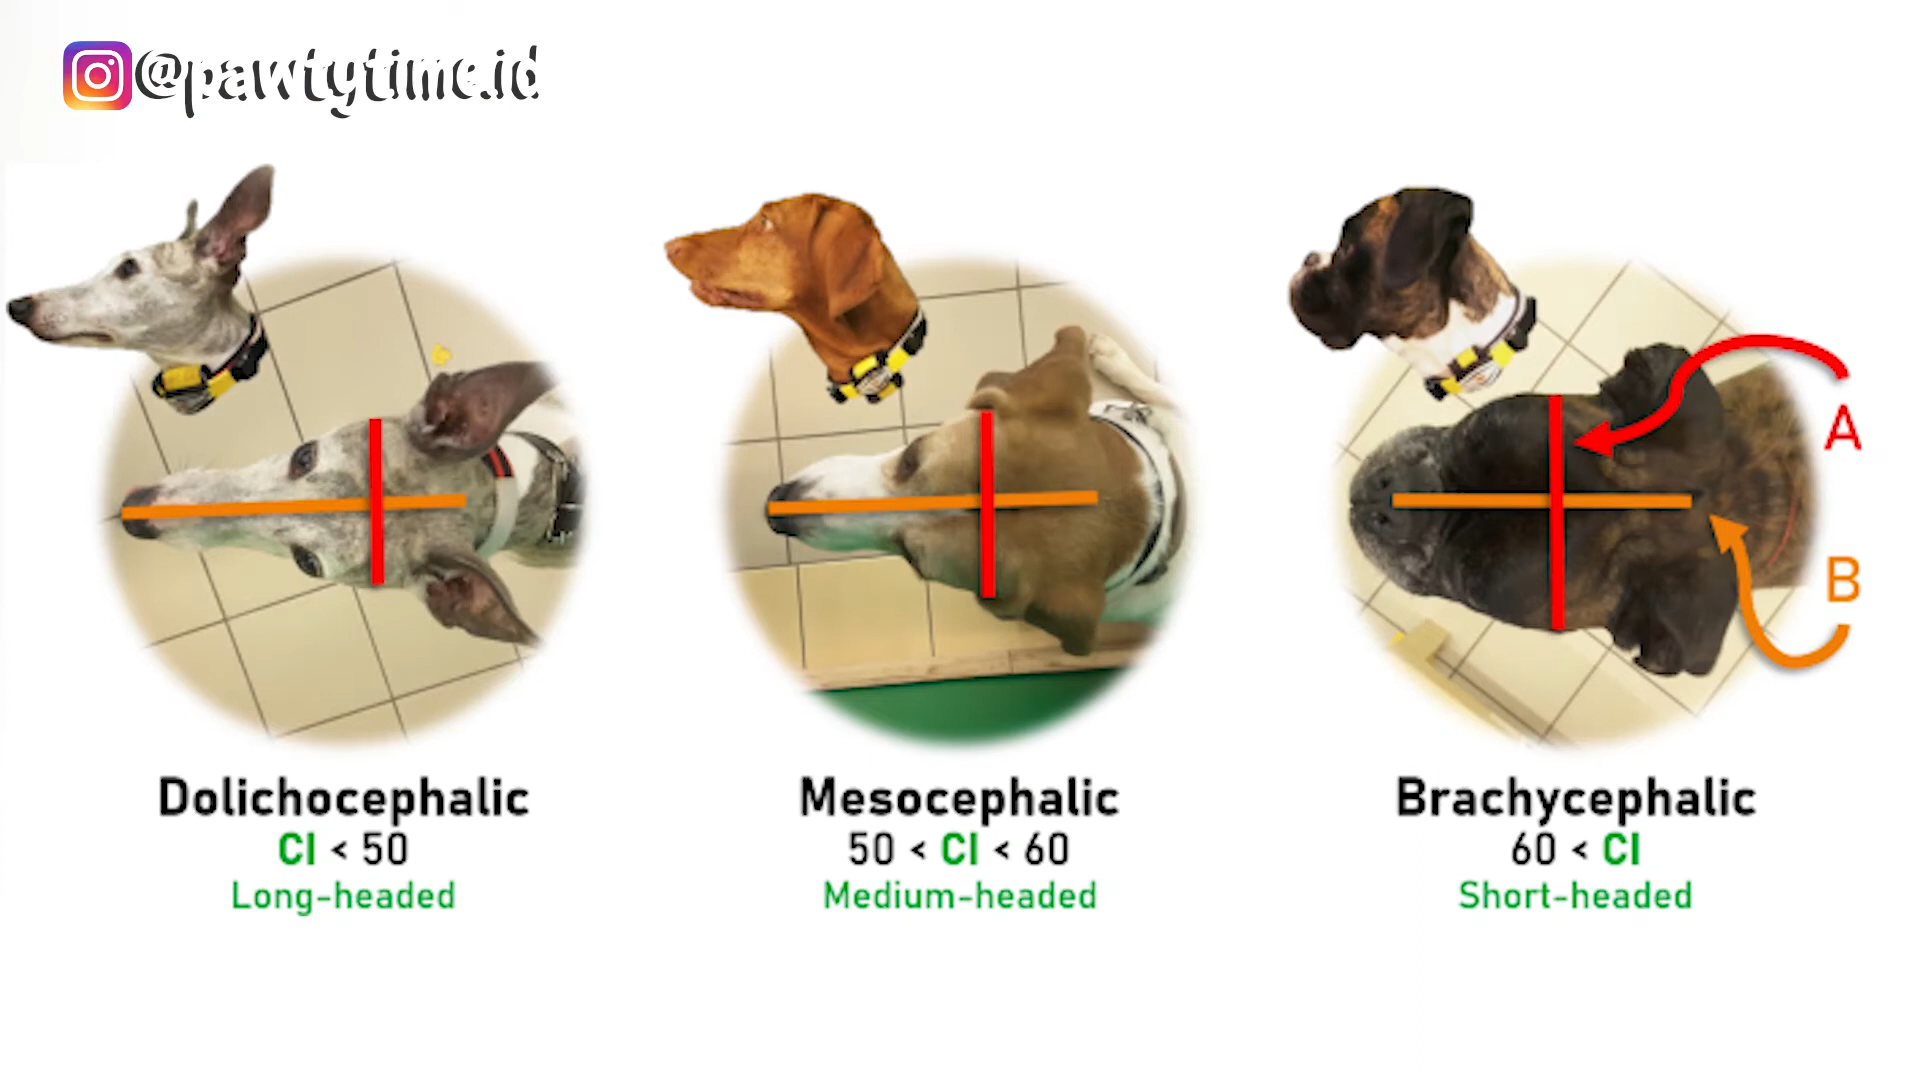 @pawtytime.id
A
B
Dolichocephalic
CI < 50
Long-headed
Mesocephalic
50 < CI < 60
Medium-headed
Brachycephalic
60 < CI
Short-headed